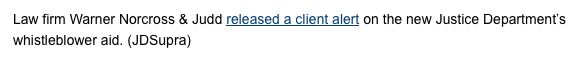 Law firm Warner Norcross & Judd released a client alert on the new Justice Department's
whistleblower aid. (JDSupra)